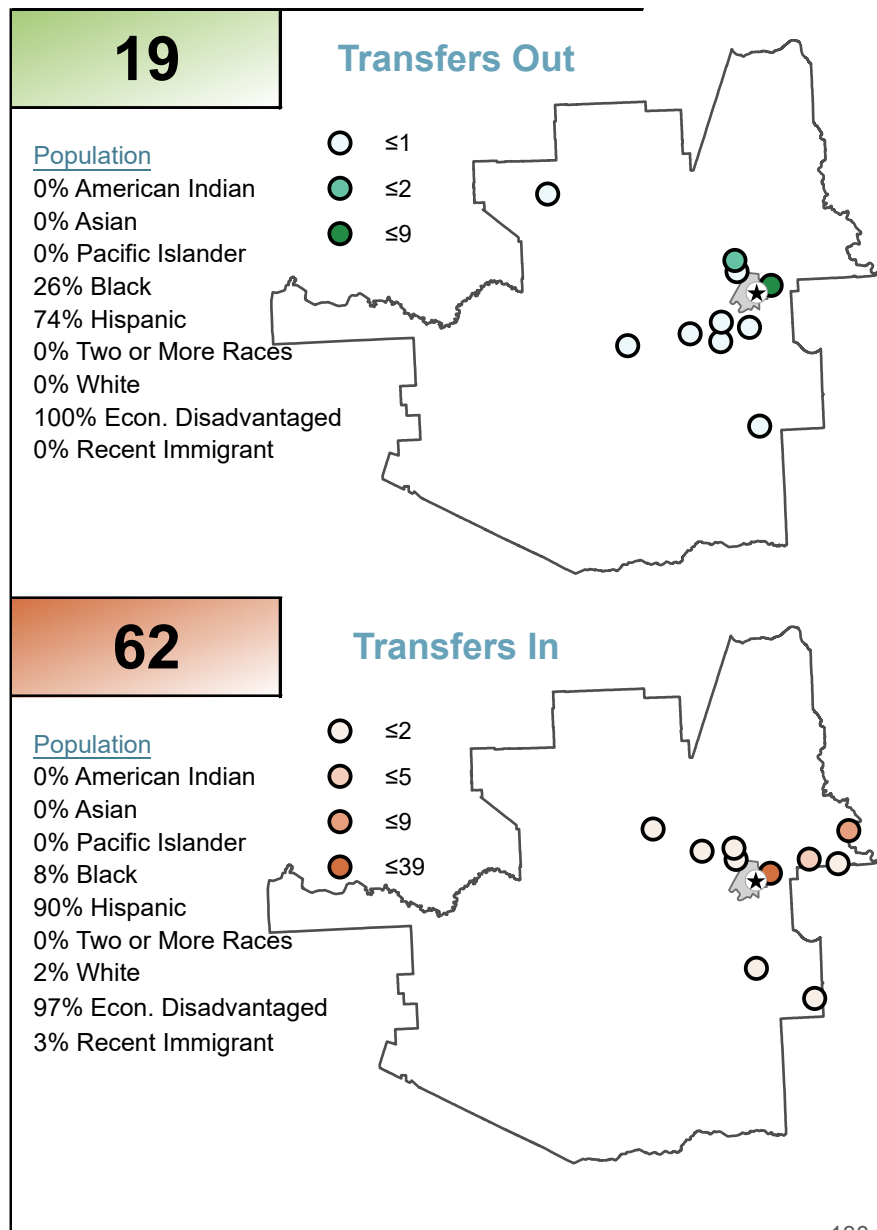 19
Transfers Out
Population
0% American Indian
0% Asian
0% Pacific Islander
26% Black
74% Hispanic
0% Two or More Races
0% White
100% Econ. Disadvantaged
0% Recent Immigrant
≤1
≤2
≤9
62
Transfers In
Population
0% American Indian
0% Asian
0% Pacific Islander
8% Black
90% Hispanic
0% Two or More Races
2% White
97% Econ. Disadvantaged
3% Recent Immigrant
≤2
≤5
≤9
≤39